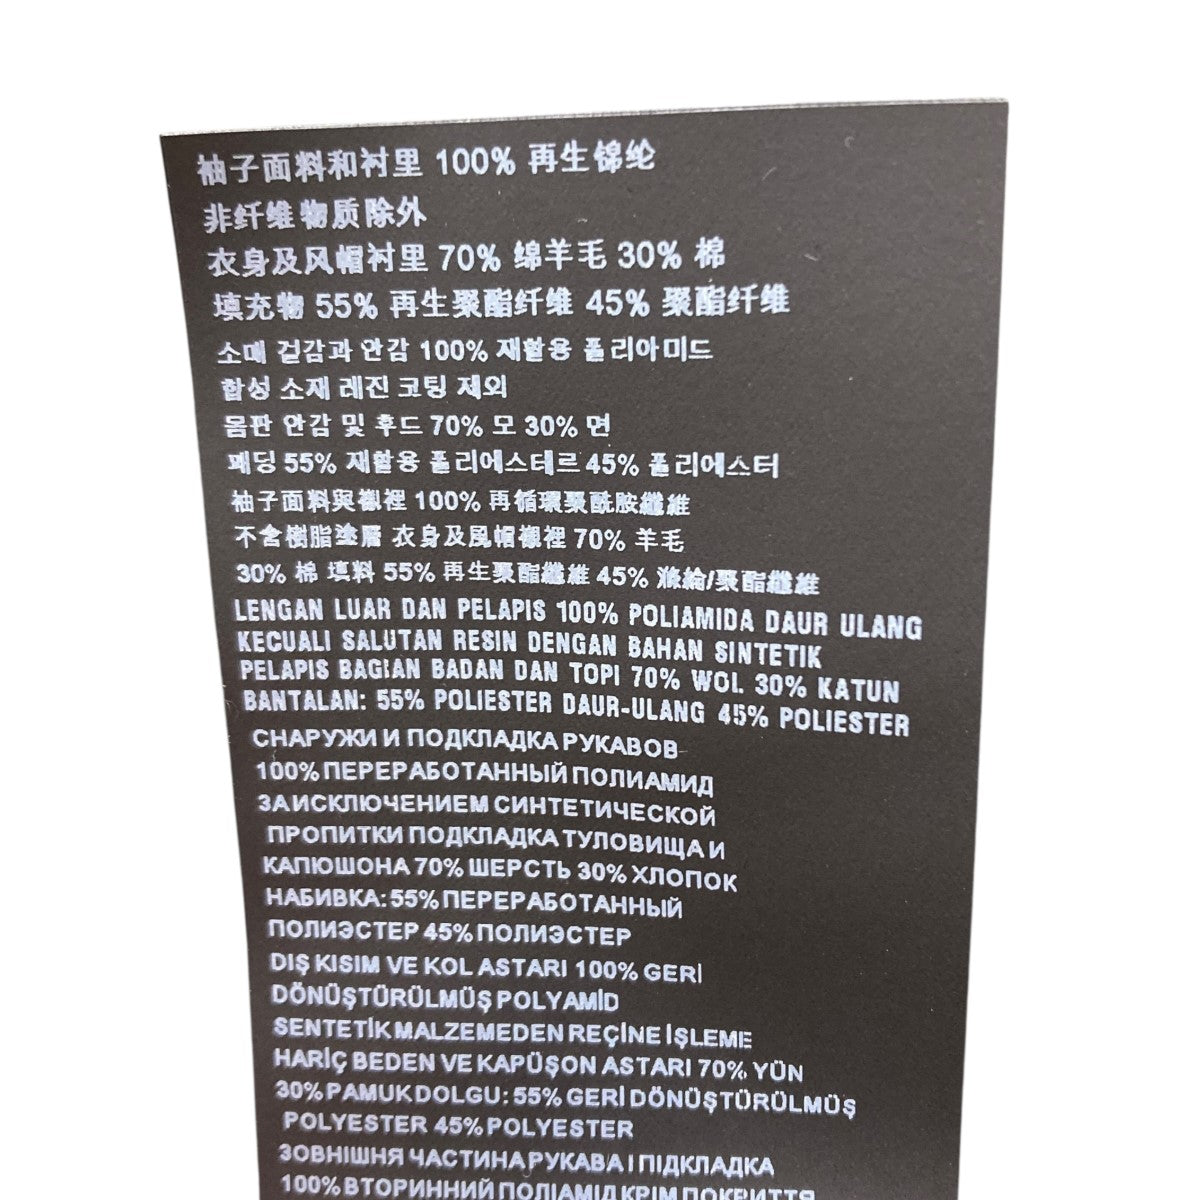 袖子面料和衬里 100% 再生锦纶
非纤维物质除外
衣身及风帽衬里 70% 绵羊毛 30% 棉
填充物 55% 再生聚酯纤维 45% 聚酯纤维
소매 겉감과 안감 100% 재활용 폴리아미드
합성 소재 레진 코팅 제외
몸판 안감 및 후드 70% 모 30% 면
패딩 55% 재활용 폴리에스테르 45% 폴리에스터
袖子面料與襯裡 100% 再循環聚酰胺纖維
不含樹脂塗層 衣身及風帽襯裡 70% 羊毛
30% 棉 填料 55% 再生聚酯纖維 45% 滌綸/聚酯纖維
LENGAN LUAR DAN PELAPIS 100% POLIAMIDA DAUR ULANG
KECUALI SALUTAN RESIN DENGAN BAHAN SINTETIK
PELAPIS BAGIAN BADAN DAN TOPI 70% WOL 30% KATUN
BANTALAN: 55% POLIESTER DAUR-ULANG 45% POLIESTER
СНАРУЖИ И ПОДКЛАДКА РУКАВОВ
100% ПЕРЕРАБОТАННЫЙ ПОЛИАМИД
ЗА ИСКЛЮЧЕНИЕМ СИНТЕТИЧЕСКОЙ
ПРОПИТКИ ПОДКЛАДКА ТУЛОВИЩА И
КАПЮШОНА 70% ШЕРСТЬ 30% ХЛОПОК
НАБИВКА: 55% ПЕРЕРАБОТАННЫЙ
ПОЛИЭСТЕР 45% ПОЛИЭСТЕР
DIŞ KISIM VE KOL ASTARI 100% GERİ
DÖNÜŞTÜRÜLMÜŞ POLYAMİD
SENTETİK MALZEMEDEN REÇİNE İŞLEME
HARİÇ BEDEN VE KAPÜŞON ASTARI 70% YÜN
30% PAMUK DOLGU: 55% GERİ DÖNÜŞTÜRÜLMÜŞ
POLYESTER 45% POLYESTER
ЗОВНІШНЯ ЧАСТИНА РУКАВА І ПІДКЛАДКА
100% ВТОРИННИЙ ПОЛІАМІД КРІМ ПОКРИТТЯ